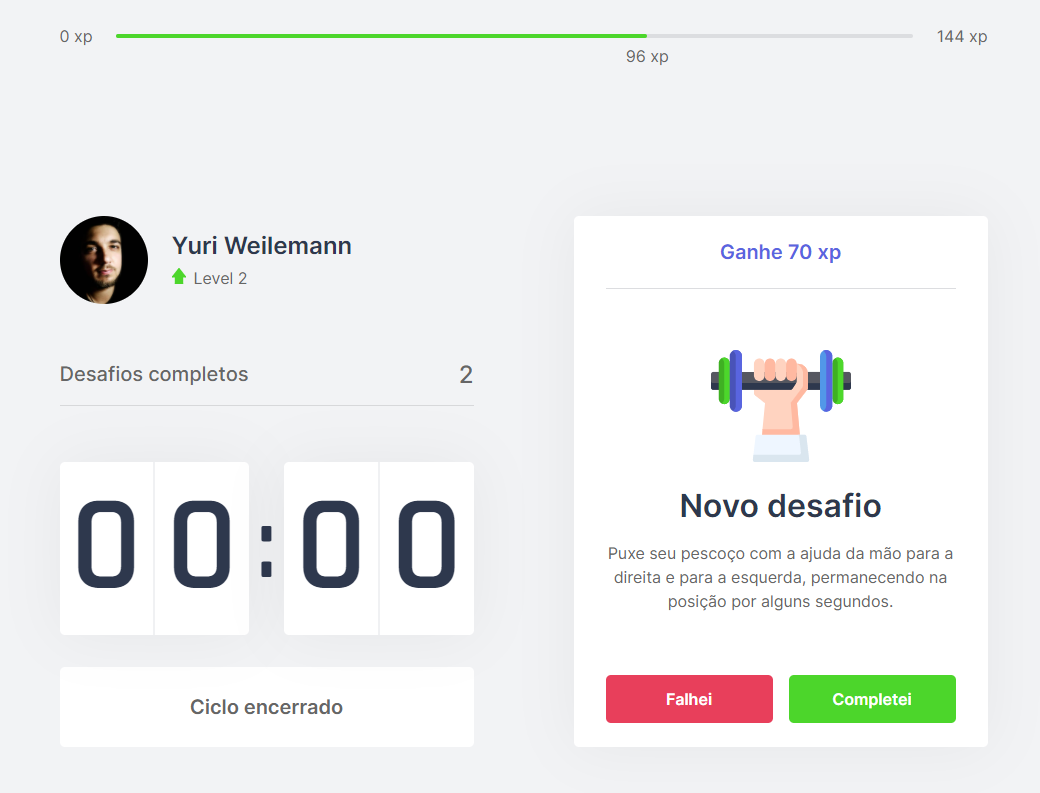 0 xp
144 xp
96 xp
Yuri Weilemann
Level 2
Desafios completos 2
00:00
Ciclo encerrado
Ganhe 70 xp
Novo desafio
Puxe seu pescoço com a ajuda da mão para a
direita e para a esquerda, permanecendo na
posição por alguns segundos.
Falhei
Completei